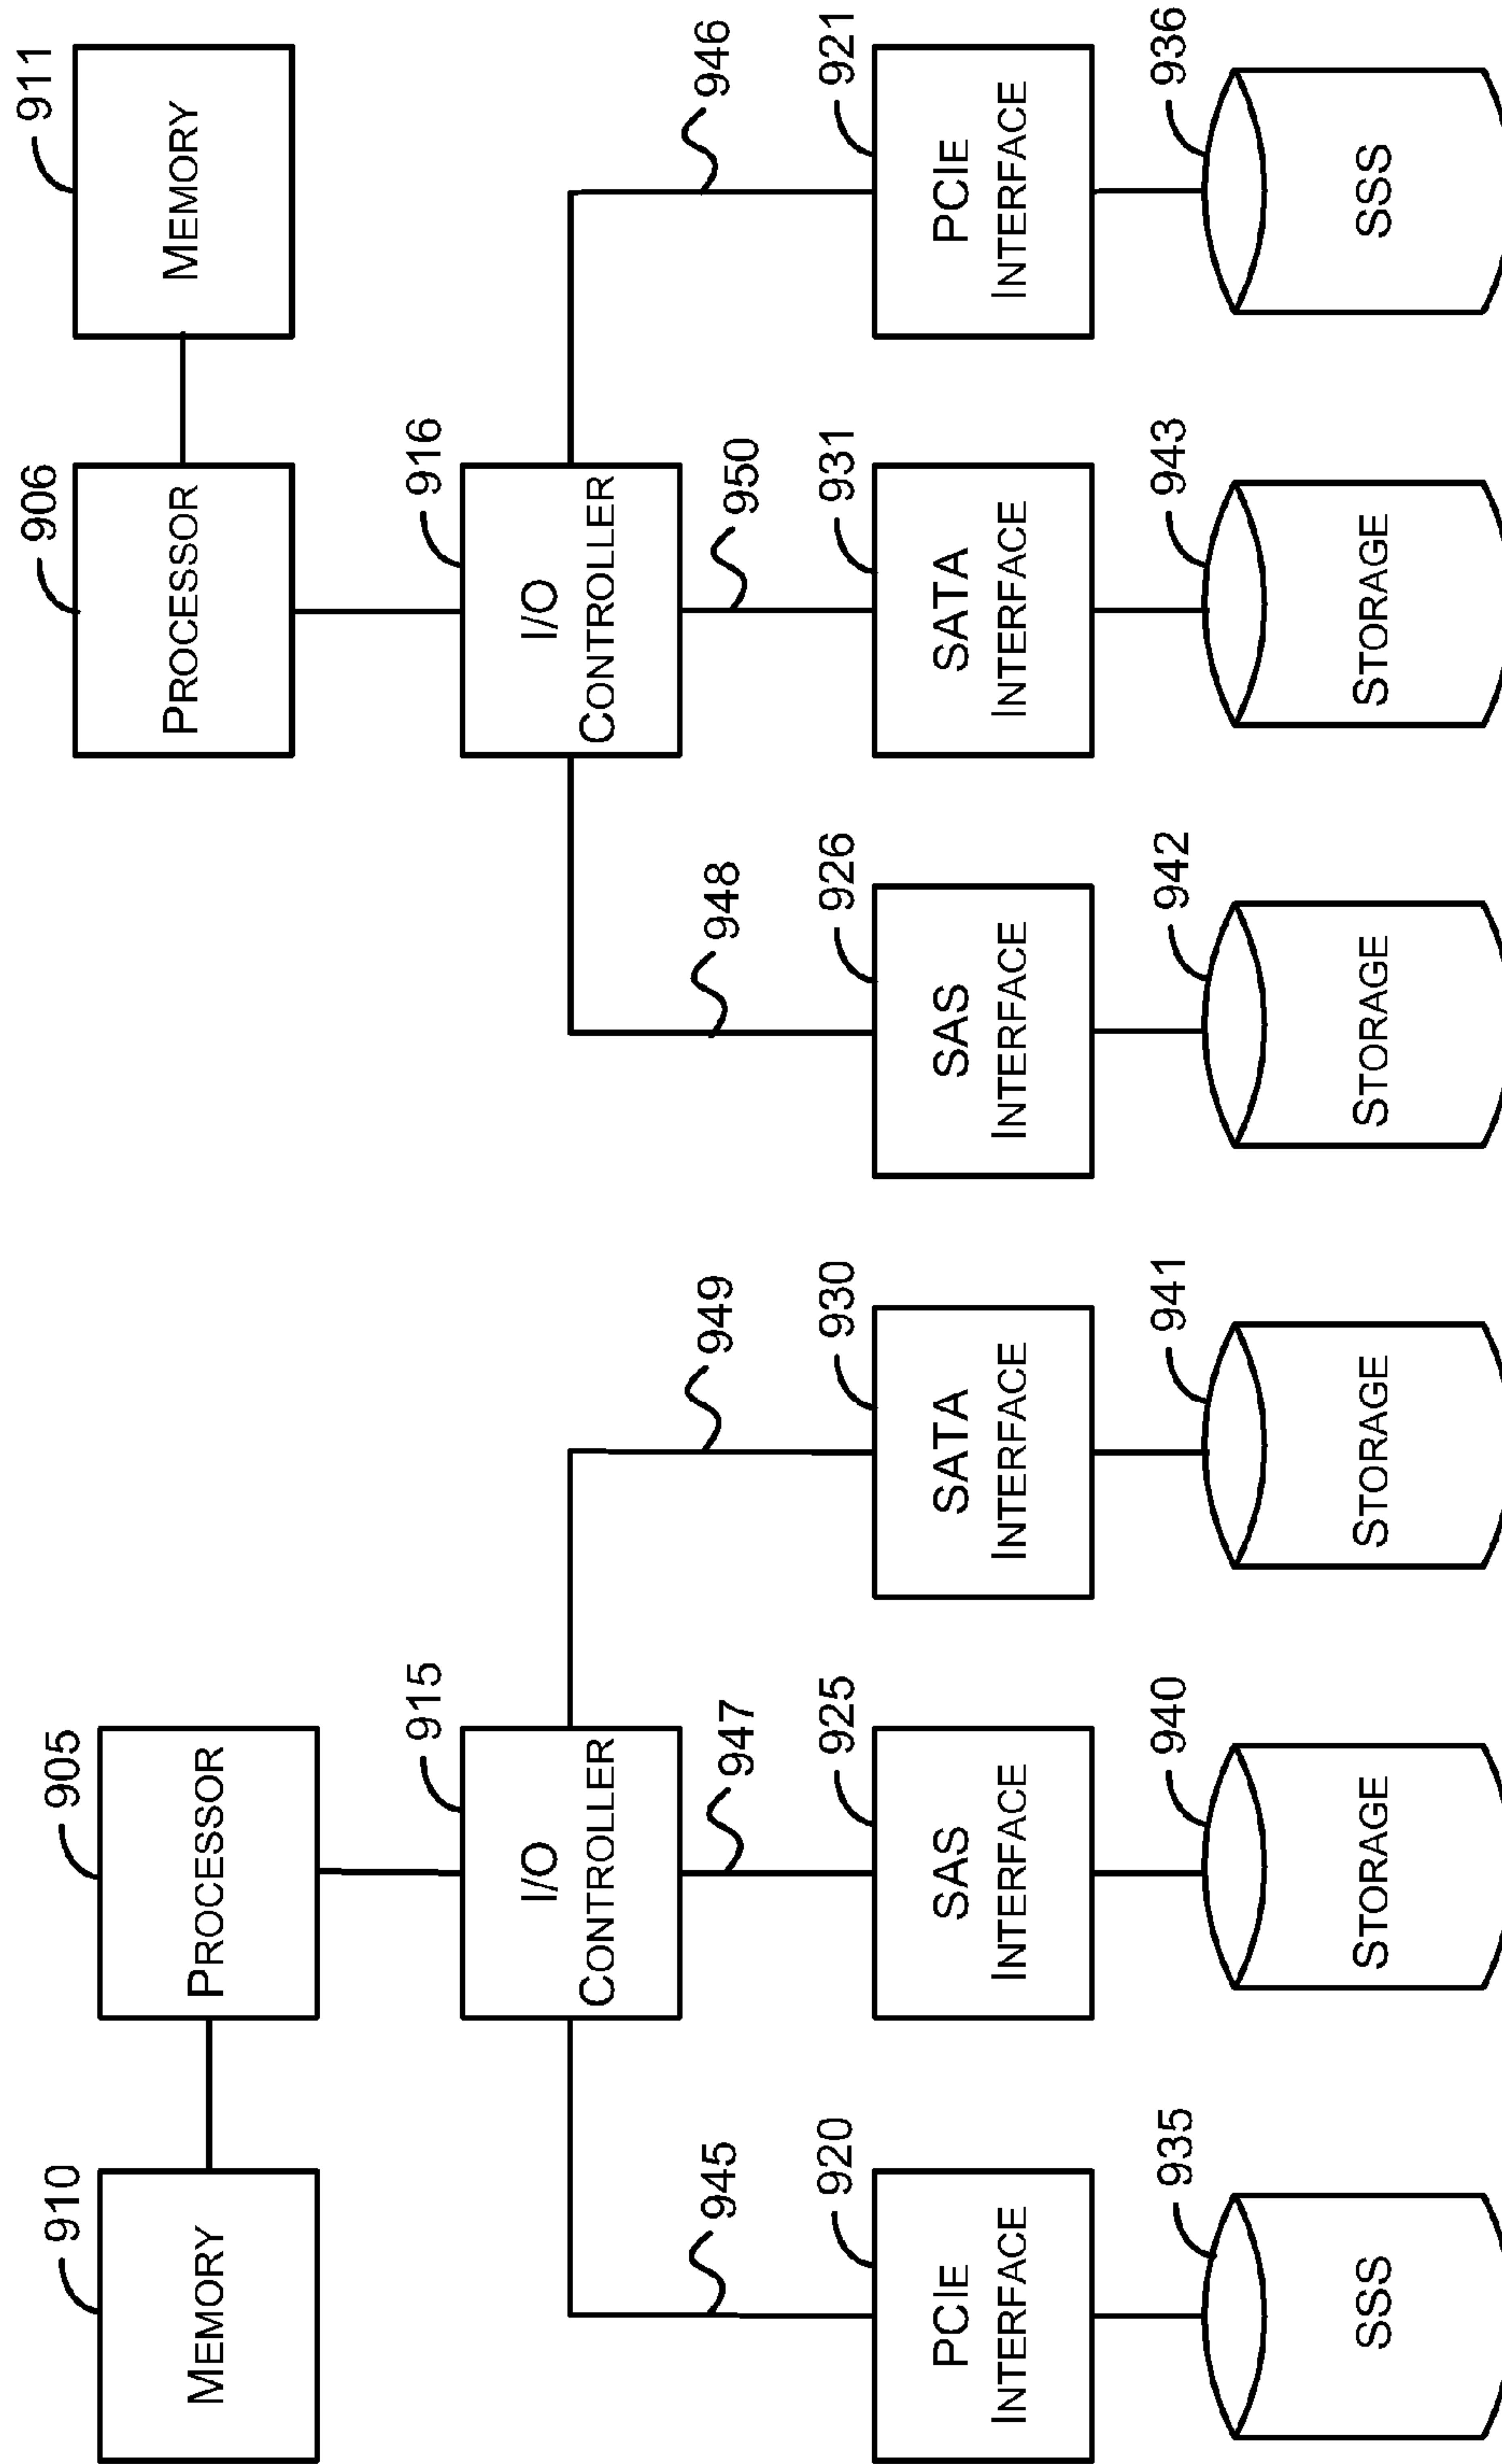 910
MEMORY
905
PROCESSOR
906
PROCESSOR
911
MEMORY
915
I/O
CONTROLLER
916
I/O
CONTROLLER
945
947
949
948
950
946
920
PCIE
INTERFACE
925
SAS
INTERFACE
930
SATA
INTERFACE
926
SAS
INTERFACE
931
SATA
INTERFACE
921
PCIE
INTERFACE
935
SSS
940
STORAGE
941
STORAGE
942
STORAGE
943
STORAGE
936
SSS